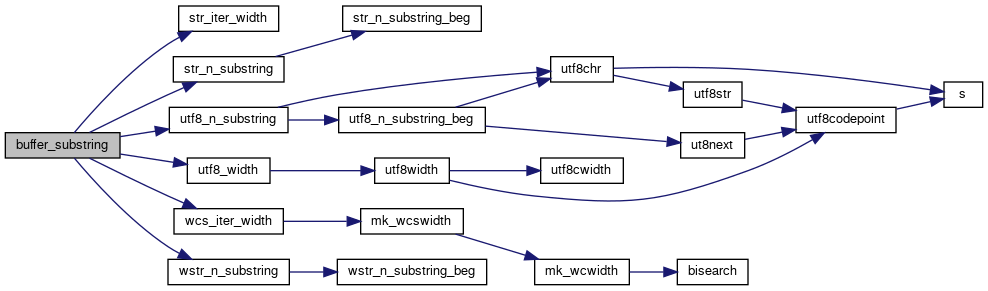 buffer_substring
str_iter_width
str_n_substring
str_n_substring_beg
utf8_n_substring
utf8_n_substring_beg
utf8chr
utf8str
s
utf8codepoint
ut8next
utf8_width
utf8width
utf8cwidth
wcs_iter_width
mk_wcswidth
mk_wcwidth
bisearch
wstr_n_substring
wstr_n_substring_beg